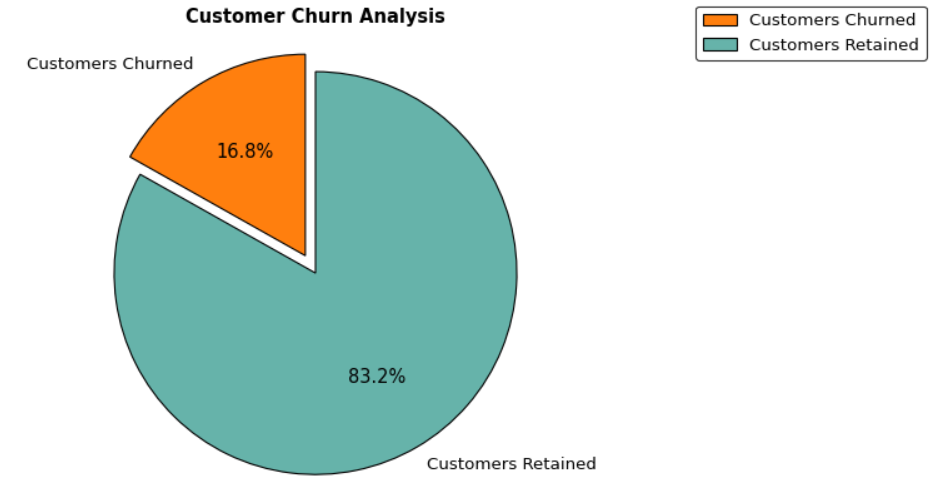 Customer Churn Analysis
Customers Churned
Customers Retained
Customers Churned
16.8%
83.2%
Customers Retained